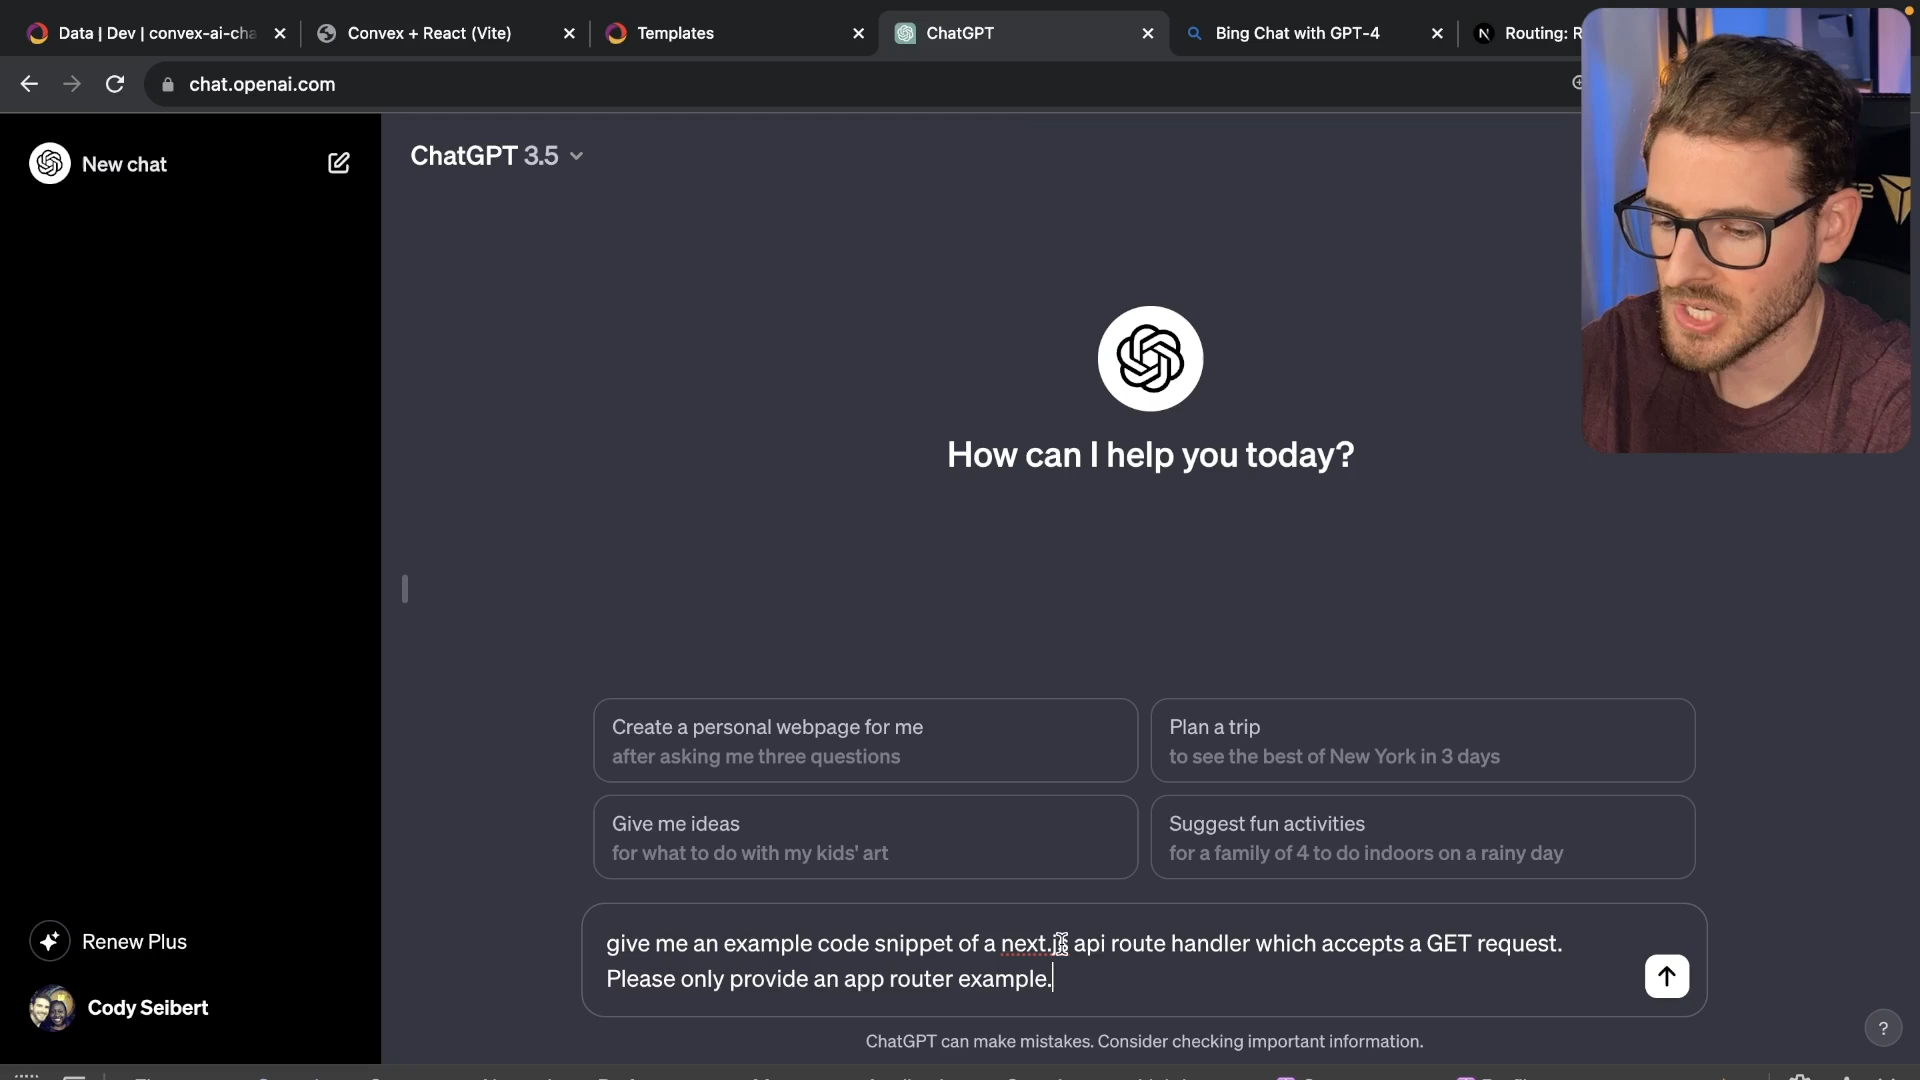 Data | Dev | convex-ai-cha
Convex + React (Vite)
Templates
ChatGPT
Bing Chat with GPT-4
Routing: R
chat.openai.com
New chat
ChatGPT 3.5
How can I help you today?
Create a personal webpage for me
after asking me three questions
Plan a trip
to see the best of New York in 3 days
Give me ideas
for what to do with my kids' art
Suggest fun activities
for a family of 4 to do indoors on a rainy day
Renew Plus
Cody Seibert
give me an example code snippet of a next.js api route handler which accepts a GET request.
Please only provide an app router example.
ChatGPT can make mistakes. Consider checking important information.
?